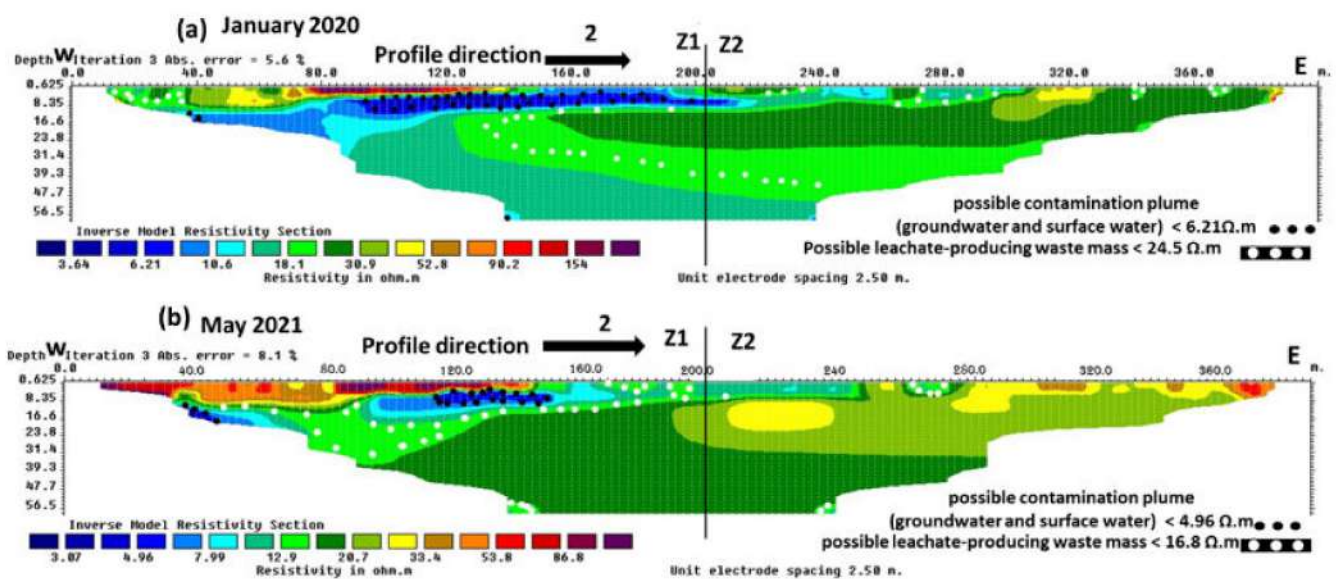 (a) January 2020
Profile direction 2 Z1 Z2
Depth W Iteration 3 Abs. error = 5.6 % E
0.0 40.0 80.0 120.0 160.0 200.0 240.0 280.0 320.0 360.0 m.
0.625
8.35
16.6
23.8
31.4
39.3
47.7
56.5
possible contamination plume
(groundwater and surface water) < 6.21Ω.m
Possible leachate-producing waste mass < 24.5 Ω.m
Inverse Model Resistivity Section
3.64 6.21 10.6 18.1 30.9 52.8 90.2 154
Resistivity in ohm.m
Unit electrode spacing 2.50 m.
(b) May 2021
Profile direction 2 Z1 Z2
Depth W Iteration 3 Abs. error = 8.1 % E
0.0 40.0 80.0 120.0 160.0 200.0 240 280.0 320.0 360.0 m.
0.625
8.35
16.6
23.8
31.4
39.3
47.7
56.5
possible contamination plume
(groundwater and surface water) < 4.96 Ω.m
possible leachate-producing waste mass < 16.8 Ω.m
Inverse Model Resistivity Section
3.07 4.96 7.99 12.9 20.7 33.4 53.8 86.8
Resistivity in ohm.m
Unit electrode spacing 2.50 m.